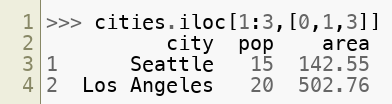 1 >>> cities.iloc[1:3,[0,1,3]]
2           city  pop    area
3 1      Seattle   15  142.55
4 2  Los Angeles   20  502.76